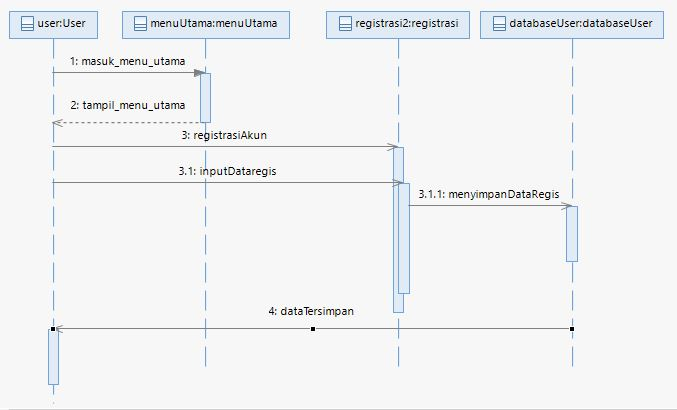 user:User
menuUtama:menuUtama
registrasi2:registrasi
databaseUser:databaseUser
1: masuk_menu_utama
2: tampil_menu_utama
3: registrasiAkun
3.1: inputDataregis
3.1.1: menyimpanDataRegis
4: dataTersimpan